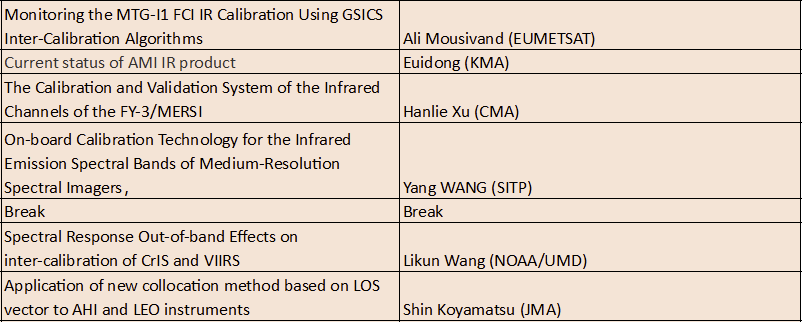 Monitoring the MTG-I1 FCI IR Calibration Using GSICS
Inter-Calibration Algorithms
Ali Mousivand (EUMETSAT)
Current status of AMI IR product
Euidong (KMA)
The Calibration and Validation System of the Infrared
Channels of the FY-3/MERSI
Hanlie Xu (CMA)
On-board Calibration Technology for the Infrared
Emission Spectral Bands of Medium-Resolution
Spectral Imagers,
Yang WANG (SITP)
Break
Break
Spectral Response Out-of-band Effects on
inter-calibration of CrIS and VIIRS
Likun Wang (NOAA/UMD)
Application of new collocation method based on LOS
vector to AHI and LEO instruments
Shin Koyamatsu (JMA)